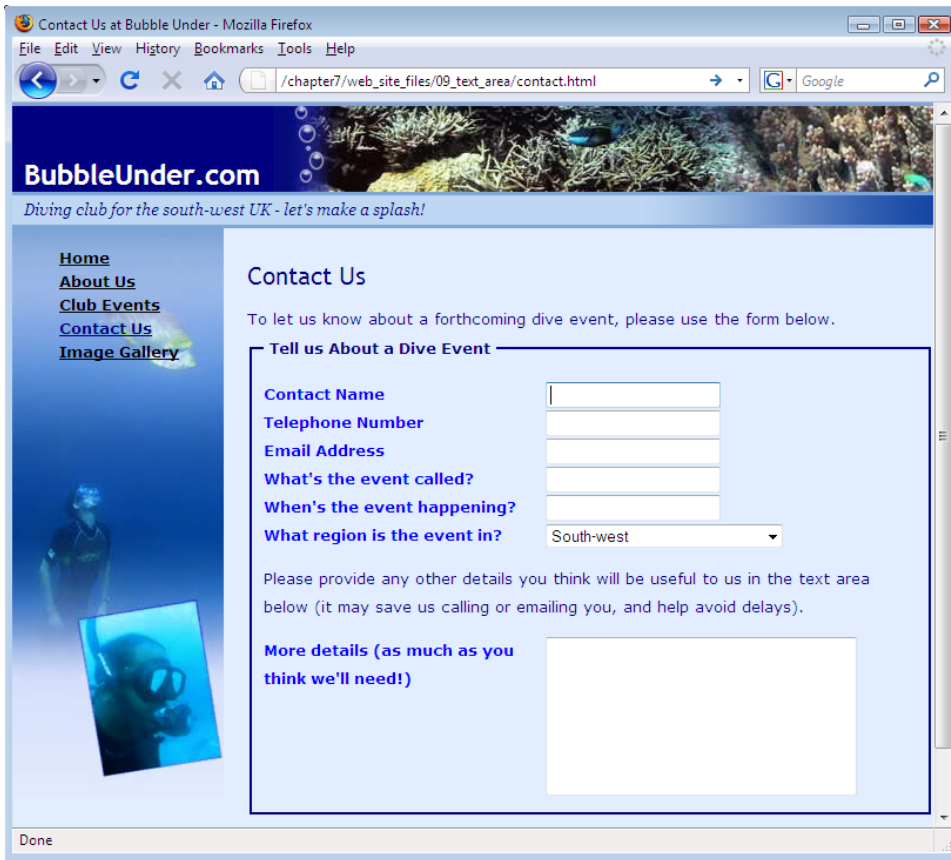 Contact Us at Bubble Under - Mozilla Firefox
File Edit View History Bookmarks Tools Help
/chapter7/web_site_files/09_text_area/contact.html
G
Google
BubbleUnder.com
Diving club for the south-west UK - let's make a splash!
Home
About Us
Club Events
Contact Us
Image Gallery
Contact Us
To let us know about a forthcoming dive event, please use the form below.
Tell us About a Dive Event
Contact Name
Telephone Number
Email Address
What's the event called?
When's the event happening?
What region is the event in?
South-west
Please provide any other details you think will be useful to us in the text area
below (it may save us calling or emailing you, and help avoid delays).
More details (as much as you
think we'll need!)
Done